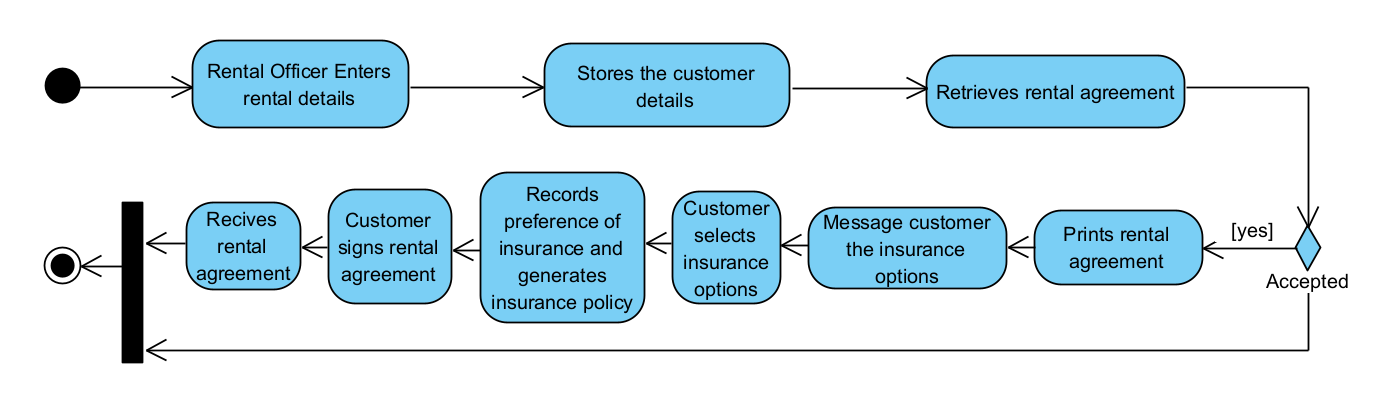 Rental Officer Enters
rental details
Stores the customer
details
Retrieves rental agreement
Recives
rental
agreement
Customer
signs rental
agreement
Records
preference of
insurance and
generates
insurance policy
Customer
selects
insurance
options
Message customer
the insurance
options
Prints rental
agreement
[yes]
Accepted